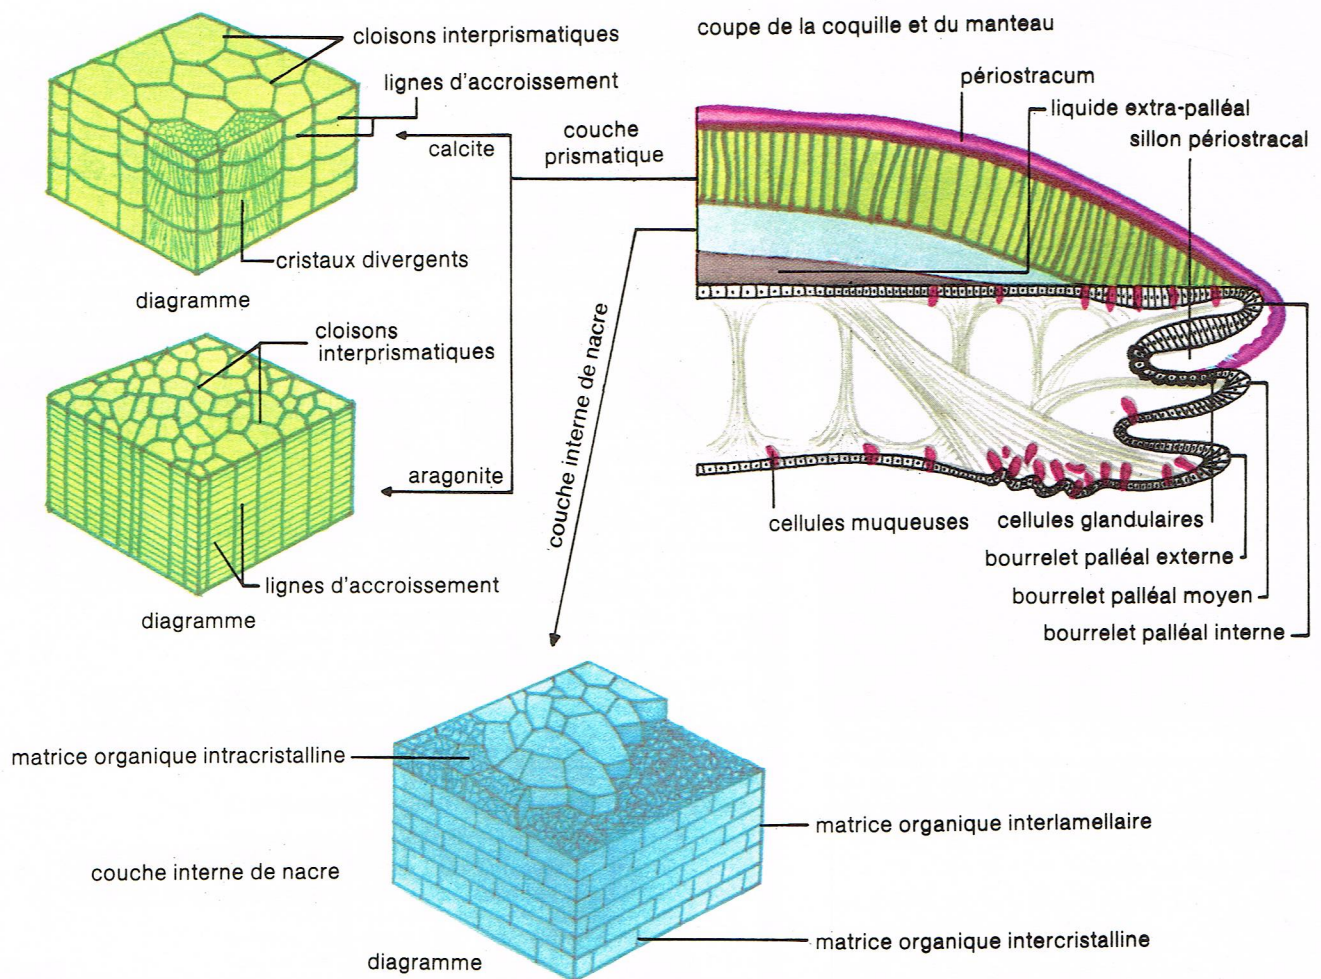 coupe de la coquille et du manteau
cloisons interprismatiques
lignes d'accroissement
calcite
cristaux divergents
diagramme
couche
prismatique
périostracum
liquide extra-palléal
sillon périostracal
cloisons
interprismatiques
aragonite
lignes d'accroissement
diagramme
couche interne de nacre
cellules muqueuses
cellules glandulaires
bourrelet palléal externe
bourrelet palléal moyen
bourrelet palléal interne
matrice organique intracristalline
matrice organique interlamellaire
couche interne de nacre
matrice organique intercristalline
diagramme